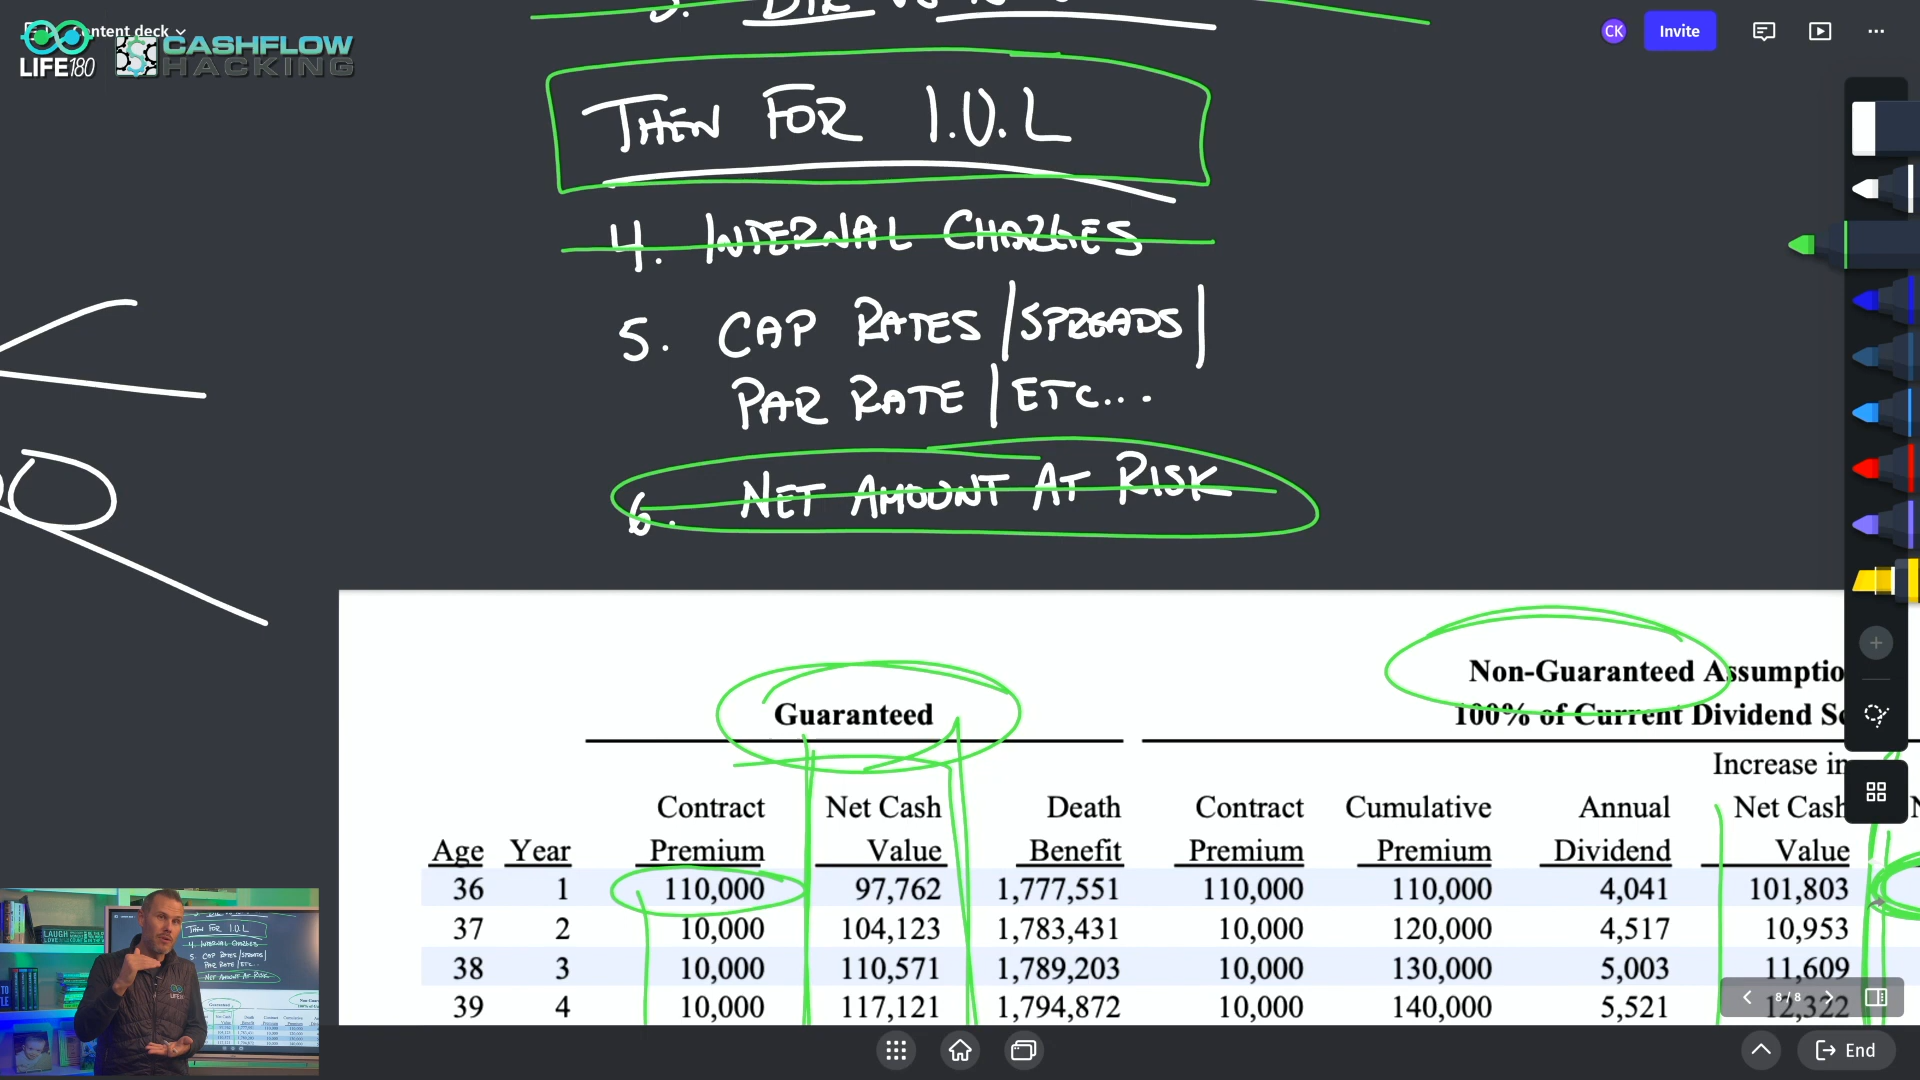 Content deck
LIFE180
CASHFLOW
HACKING
CK
Invite
THEN FOR I.U.L
4. INTERNAL CHARGES
5. CAP RATES / SPREADS /
PAR RATE / ETC...
6. NET AMOUNT AT RISK
Guaranteed
Non-Guaranteed Assumptio
100% of Current Dividend Sc
Increase in
Contract Net Cash Death Contract Cumulative Annual Net Cash
Age Year Premium Value Benefit Premium Premium Dividend Value
36 1 110,000 97,762 1,777,551 110,000 110,000 4,041 101,803
37 2 10,000 104,123 1,783,431 10,000 120,000 4,517 10,953
38 3 10,000 110,571 1,789,203 10,000 130,000 5,003 11,609
39 4 10,000 117,121 1,794,872 10,000 140,000 5,521 12,322
8 / 8
End